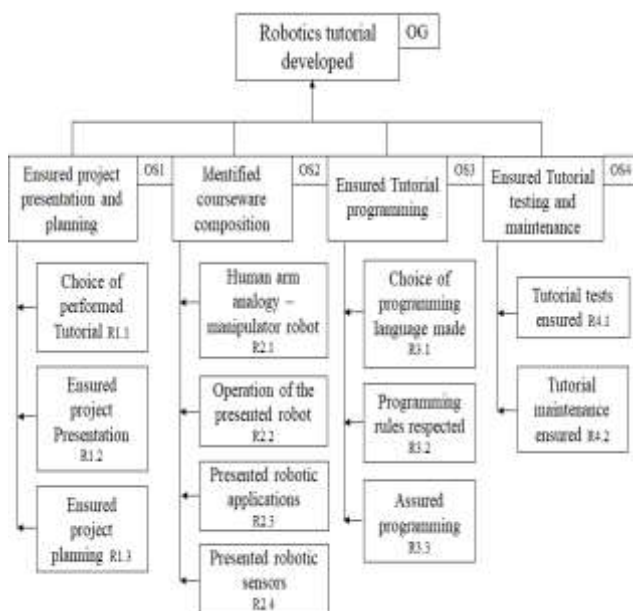 Robotics tutorial
developed
OG
Ensured project
presentation and
planning
OS1
Identified
courseware
composition
OS2
Ensured Tutorial
programming
OS3
Ensured Tutorial
testing and
maintenance
OS4
Choice of
performed
Tutorial R1.1
Ensured
project
Presentation
R1.2
Ensured
project
planning R1.3
Human arm
analogy –
manipulator robot
R2.1
Operation of the
presented robot
R2.2
Presented robotic
applications
R2.3
Presented robotic
sensors
R2.4
Choice of
programming
language made
R3.1
Programming
rules respected
R3.2
Assured
programming
R3.3
Tutorial tests
ensured R4.1
Tutorial
maintenance
ensured R4.2